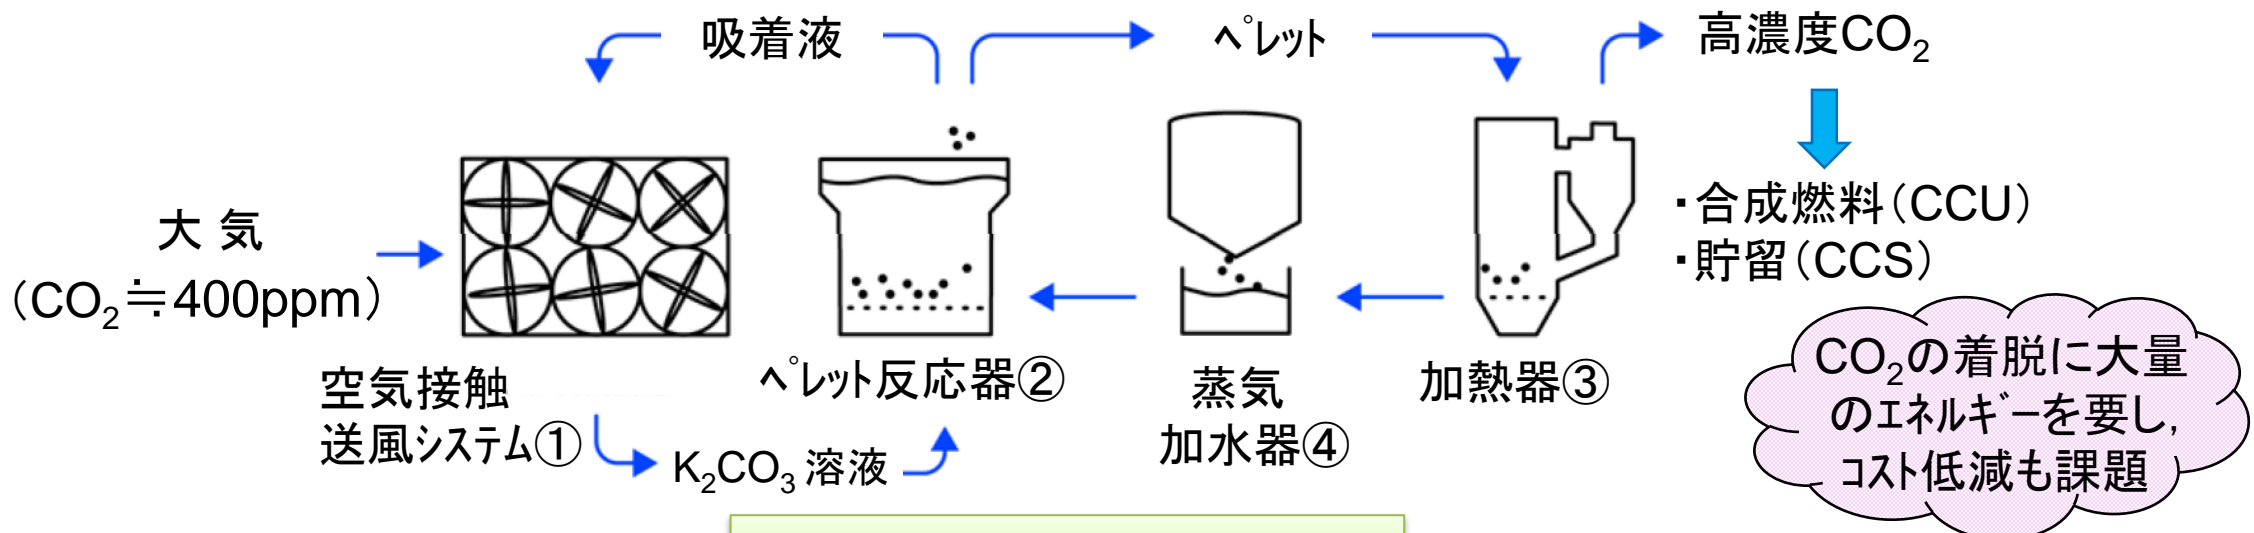 吸着液
ﾍﾟﾚｯﾄ
高濃度CO₂
大 気
(CO₂≒400ppm)
・合成燃料(CCU)
・貯留(CCS)
空気接触
送風ｼｽﾃﾑ①
ﾍﾟﾚｯﾄ反応器②
蒸気
加水器④
加熱器③
K₂CO₃ 溶液
CO₂の着脱に大量
のｴﾈﾙｷﾞｰを要し,
ｺｽﾄ低減も課題